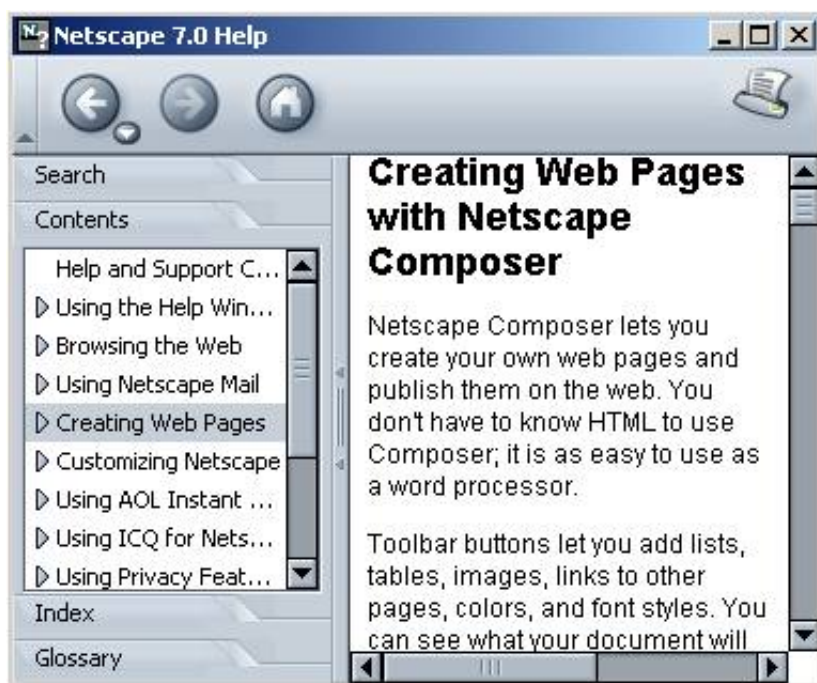 Netscape 7.0 Help
Search
Contents
Help and Support C...
Using the Help Win...
Browsing the Web
Using Netscape Mail
Creating Web Pages
Customizing Netscape
Using AOL Instant ...
Using ICQ for Nets...
Using Privacy Feat...
Index
Glossary
Creating Web Pages
with Netscape
Composer
Netscape Composer lets you
create your own web pages and
publish them on the web. You
don't have to know HTML to use
Composer; it is as easy to use as
a word processor.
Toolbar buttons let you add lists,
tables, images, links to other
pages, colors, and font styles. You
can see what your document will